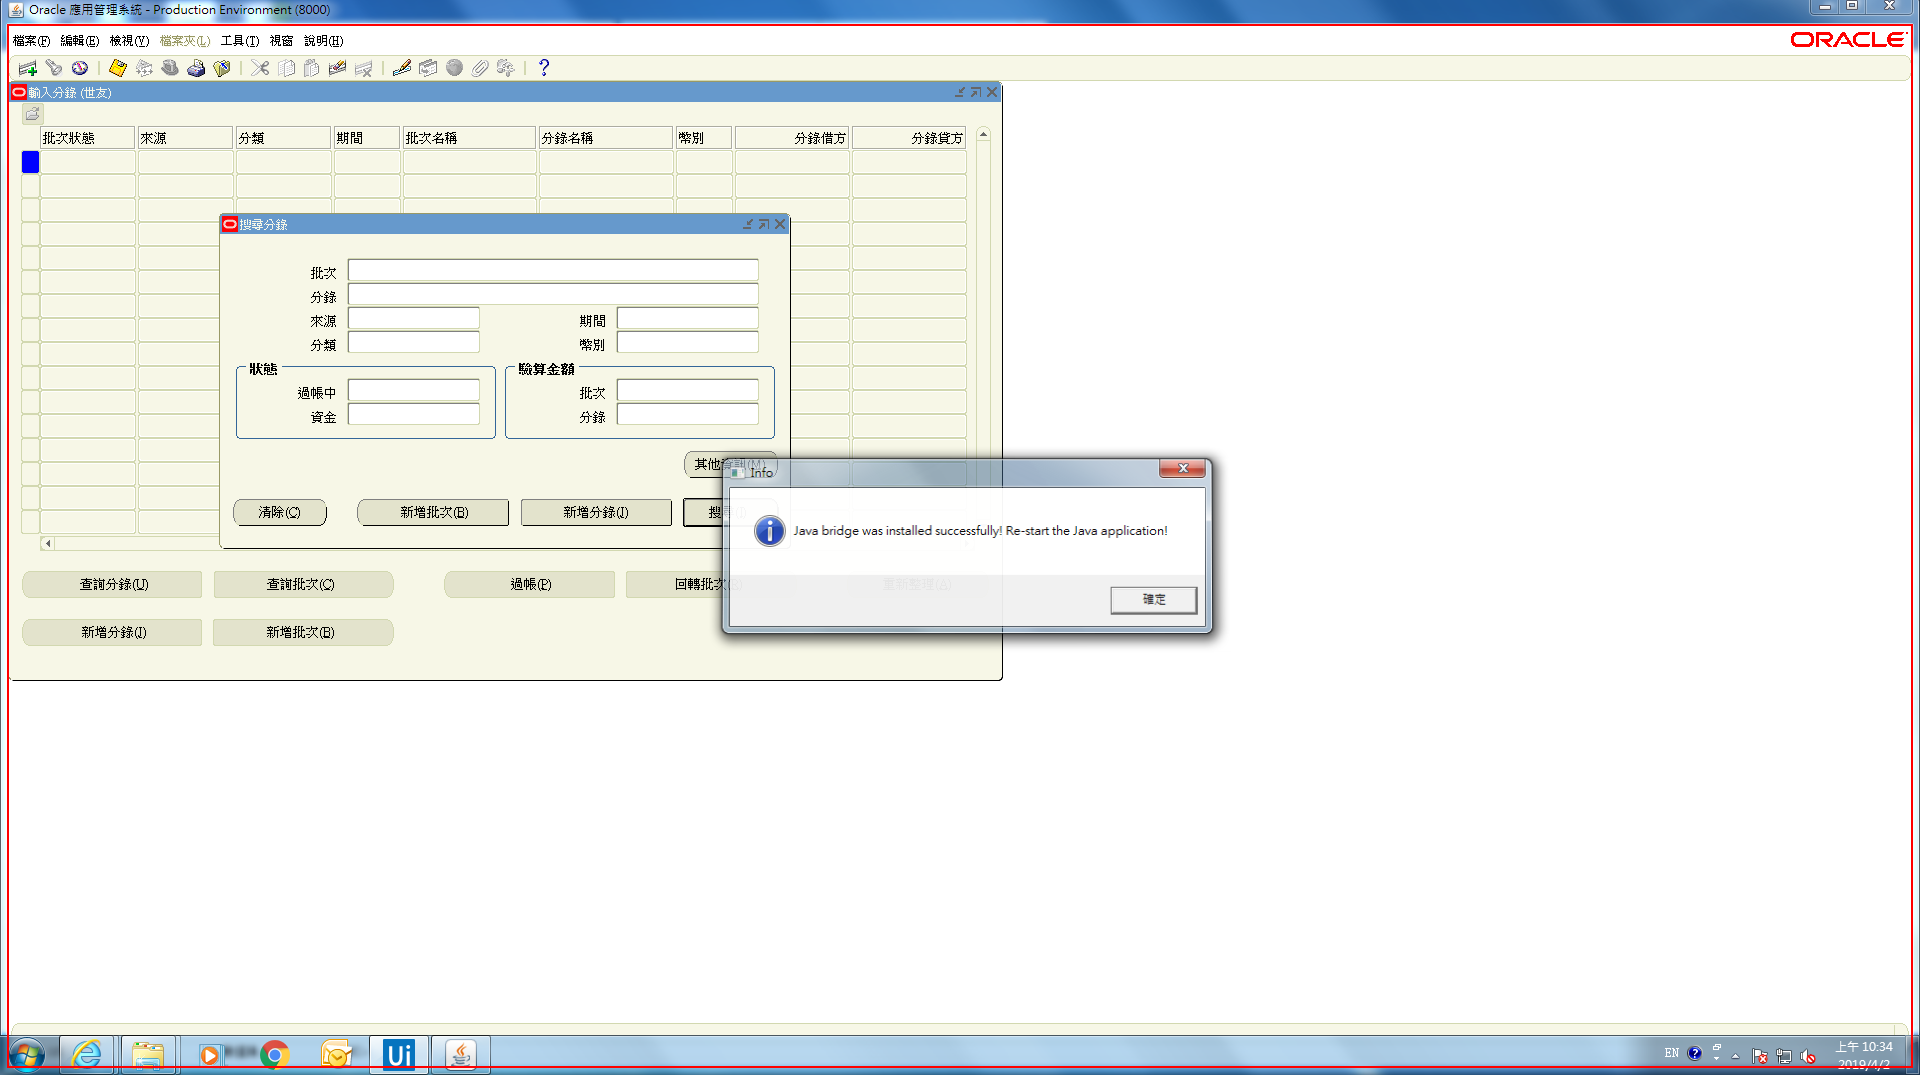 Oracle 應用管理系統 - Production Environment (8000)
檔案(F) 編輯(E) 檢視(V) 檔案夾(L) 工具(T) 視窗 說明(H)
ORACLE
輸入分錄 (世友)
批次狀態 來源 分類 期間 批次名稱 分錄名稱 幣別 分錄借方 分錄貸方
搜尋分錄
批次
分錄
來源 期間
分類 幣別
狀態 驗算金額
過帳中 批次
資金 分錄
其他 (M)
Info
清除(C) 新增批次(B) 新增分錄(J) 搜
Java bridge was installed successfully! Re-start the Java application!
查詢分錄(U) 查詢批次(C) 過帳(P) 回轉批次 重新整理(A)
確定
新增分錄(J) 新增批次(B)
Ui
EN
上午 10:34
2019/4/2